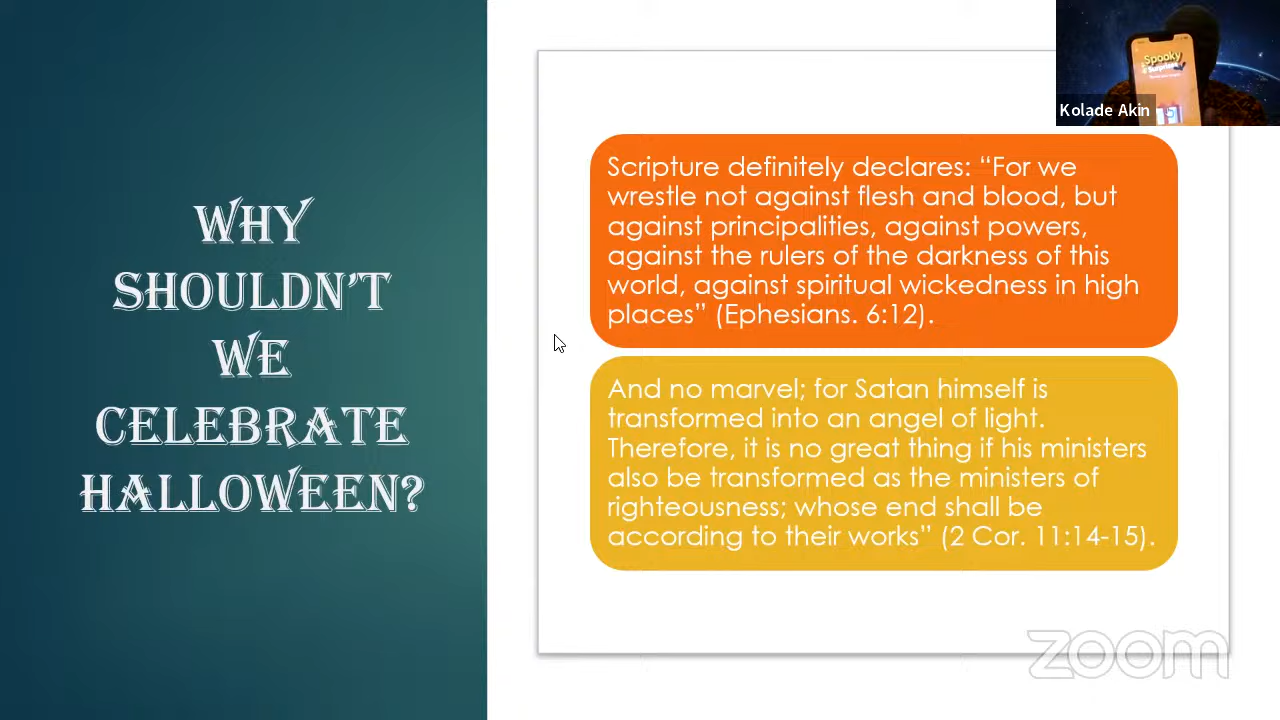 WHY
SHOULDN'T
WE
CELEBRATE
HALLOWEEN?
Scripture definitely declares: “For we
wrestle not against flesh and blood, but
against principalities, against powers,
against the rulers of the darkness of this
world, against spiritual wickedness in high
places” (Ephesians. 6:12).
And no marvel; for Satan himself is
transformed into an angel of light.
Therefore, it is no great thing if his ministers
also be transformed as the ministers of
righteousness; whose end shall be
according to their works” (2 Cor. 11:14-15).
Spooky
Surprise
Kolade Akin
zoom